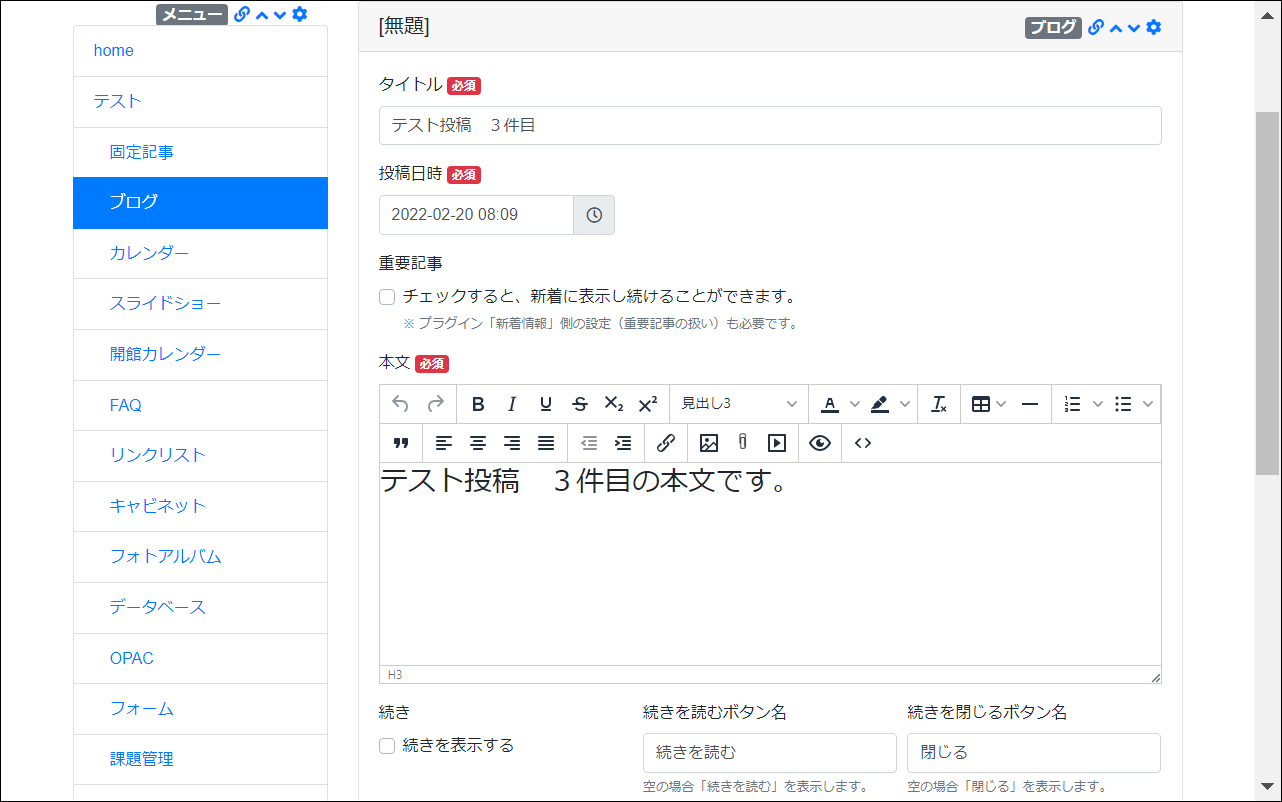 メニュー
home
テスト
固定記事
ブログ
カレンダー
スライドショー
開館カレンダー
FAQ
リンクリスト
キャビネット
フォトアルバム
データベース
OPAC
フォーム
課題管理
[無題]
ブログ
タイトル 必須
テスト投稿　３件目
投稿日時 必須
2022-02-20 08:09
重要記事
チェックすると、新着に表示し続けることができます。
※ プラグイン「新着情報」側の設定（重要記事の扱い）も必要です。
本文 必須
見出し3
テスト投稿　３件目の本文です。
H3
続き
続きを表示する
続きを読むボタン名
続きを読む
空の場合「続きを読む」を表示します。
続きを閉じるボタン名
閉じる
空の場合「閉じる」を表示します。